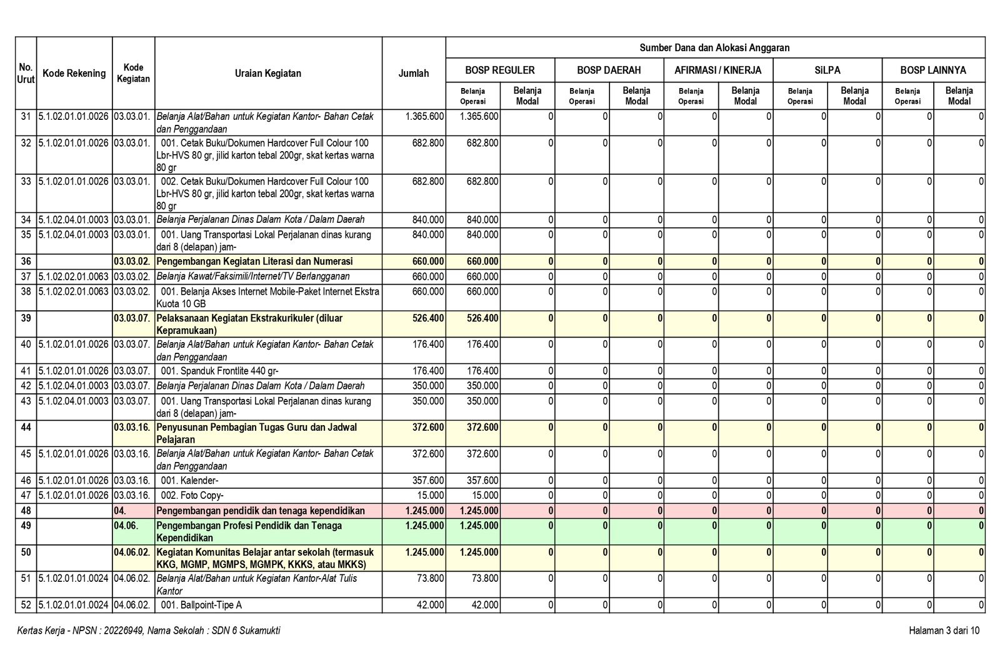 Sumber Dana dan Alokasi Anggaran
No. Urut Kode Rekening Kode Kegiatan Uraian Kegiatan Jumlah
BOSP REGULER BOSP DAERAH AFIRMASI / KINERJA SiLPA BOSP LAINNYA
Belanja Operasi Belanja Modal Belanja Operasi Belanja Modal Belanja Operasi Belanja Modal Belanja Operasi Belanja Modal Belanja Operasi Belanja Modal
31 5.1.02.01.01.0026 03.03.01. Belanja Alat/Bahan untuk Kegiatan Kantor- Bahan Cetak 1.365.600 1.365.600 0 0 0 0 0 0 0 0 0
dan Penggandaan
32 5.1.02.01.01.0026 03.03.01. 001. Cetak Buku/Dokumen Hardcover Full Colour 100 682.800 682.800 0 0 0 0 0 0 0 0 0
Lbr-HVS 80 gr, jilid karton tebal 200gr, skat kertas warna
80 gr
33 5.1.02.01.01.0026 03.03.01. 002. Cetak Buku/Dokumen Hardcover Full Colour 100 682.800 682.800 0 0 0 0 0 0 0 0 0
Lbr-HVS 80 gr, jilid karton tebal 200gr, skat kertas warna
80 gr
34 5.1.02.04.01.0003 03.03.01. Belanja Perjalanan Dinas Dalam Kota / Dalam Daerah 840.000 840.000 0 0 0 0 0 0 0 0 0
35 5.1.02.04.01.0003 03.03.01. 001. Uang Transportasi Lokal Perjalanan dinas kurang 840.000 840.000 0 0 0 0 0 0 0 0 0
dari 8 (delapan) jam-
36 03.03.02. Pengembangan Kegiatan Literasi dan Numerasi 660.000 660.000 0 0 0 0 0 0 0 0 0
37 5.1.02.02.01.0063 03.03.02. Belanja Kawat/Faksimili/Internet/TV Berlangganan 660.000 660.000 0 0 0 0 0 0 0 0 0
38 5.1.02.02.01.0063 03.03.02. 001. Belanja Akses Internet Mobile-Paket Internet Ekstra 660.000 660.000 0 0 0 0 0 0 0 0 0
Kuota 10 GB
39 03.03.07. Pelaksanaan Kegiatan Ekstrakurikuler (diluar 526.400 526.400 0 0 0 0 0 0 0 0 0
Kepramukaan)
40 5.1.02.01.01.0026 03.03.07. Belanja Alat/Bahan untuk Kegiatan Kantor- Bahan Cetak 176.400 176.400 0 0 0 0 0 0 0 0 0
dan Penggandaan
41 5.1.02.01.01.0026 03.03.07. 001. Spanduk Frontlite 440 gr- 176.400 176.400 0 0 0 0 0 0 0 0 0
42 5.1.02.04.01.0003 03.03.07. Belanja Perjalanan Dinas Dalam Kota / Dalam Daerah 350.000 350.000 0 0 0 0 0 0 0 0 0
43 5.1.02.04.01.0003 03.03.07. 001. Uang Transportasi Lokal Perjalanan dinas kurang 350.000 350.000 0 0 0 0 0 0 0 0 0
dari 8 (delapan) jam-
44 03.03.16. Penyusunan Pembagian Tugas Guru dan Jadwal 372.600 372.600 0 0 0 0 0 0 0 0 0
Pelajaran
45 5.1.02.01.01.0026 03.03.16. Belanja Alat/Bahan untuk Kegiatan Kantor- Bahan Cetak 372.600 372.600 0 0 0 0 0 0 0 0 0
dan Penggandaan
46 5.1.02.01.01.0026 03.03.16. 001. Kalender- 357.600 357.600 0 0 0 0 0 0 0 0 0
47 5.1.02.01.01.0026 03.03.16. 002. Foto Copy- 15.000 15.000 0 0 0 0 0 0 0 0 0
48 04. Pengembangan pendidik dan tenaga kependidikan 1.245.000 1.245.000 0 0 0 0 0 0 0 0 0
49 04.06. Pengembangan Profesi Pendidik dan Tenaga 1.245.000 1.245.000 0 0 0 0 0 0 0 0 0
Kependidikan
50 04.06.02. Kegiatan Komunitas Belajar antar sekolah (termasuk 1.245.000 1.245.000 0 0 0 0 0 0 0 0 0
KKG, MGMP, MGMPS, MGMPK, KKKS, atau MKKS)
51 5.1.02.01.01.0024 04.06.02. Belanja Alat/Bahan untuk Kegiatan Kantor-Alat Tulis 73.800 73.800 0 0 0 0 0 0 0 0 0
Kantor
52 5.1.02.01.01.0024 04.06.02. 001. Ballpoint-Tipe A 42.000 42.000 0 0 0 0 0 0 0 0 0
Kertas Kerja - NPSN : 20226949, Nama Sekolah : SDN 6 Sukamukti
Halaman 3 dari 10